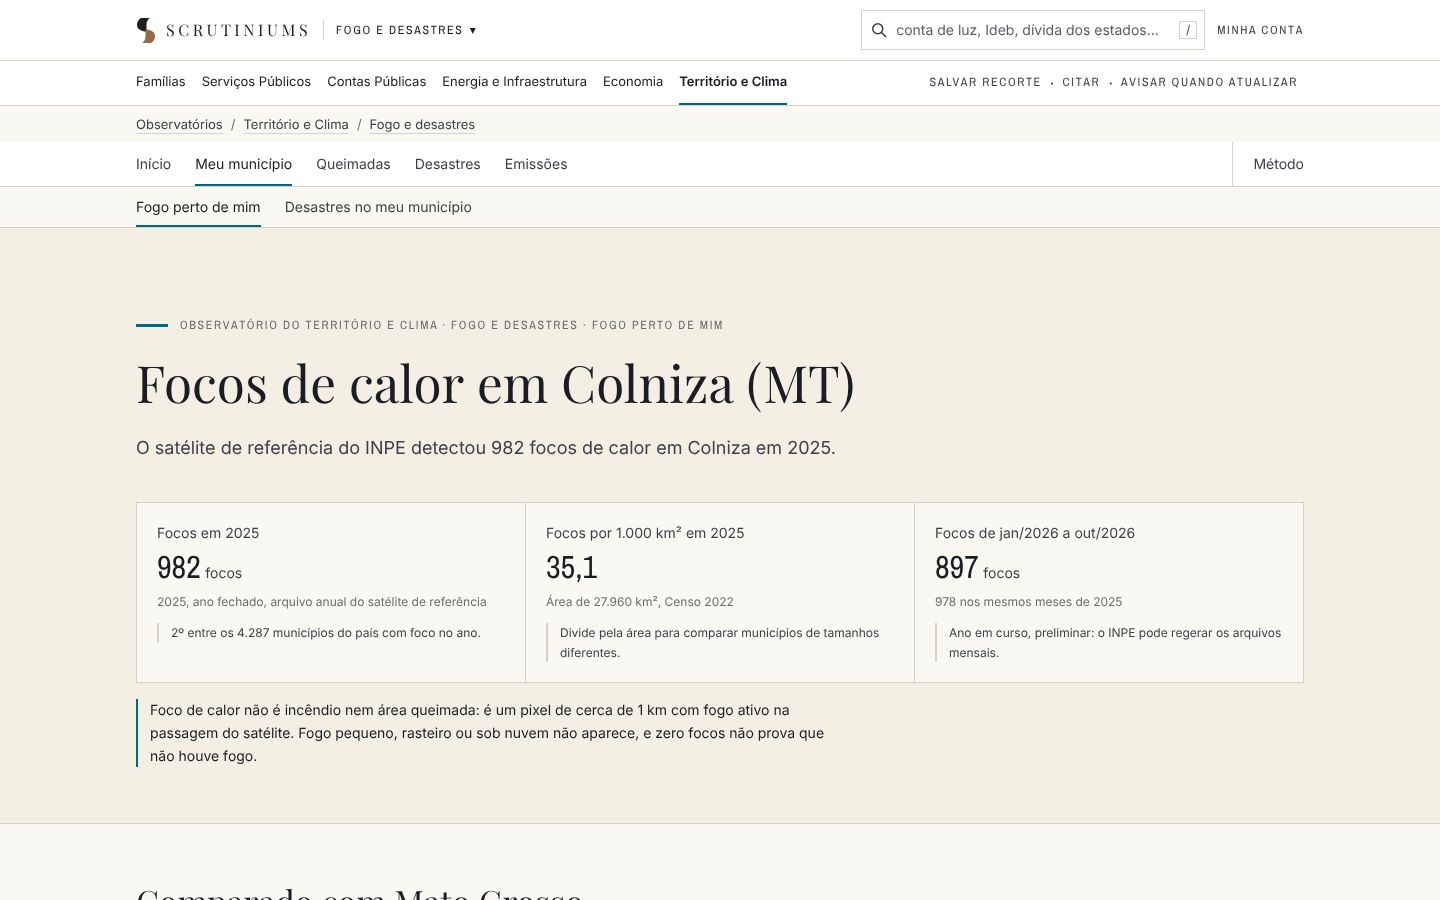 SCRUTINIUMS
FOGO E DESASTRES ▾
conta de luz, Ideb, dívida dos estados...
/
MINHA CONTA
Famílias
Serviços Públicos
Contas Públicas
Energia e Infraestrutura
Economia
Território e Clima
SALVAR RECORTE • CITAR • AVISAR QUANDO ATUALIZAR
Observatórios / Território e Clima / Fogo e desastres
Início
Meu município
Queimadas
Desastres
Emissões
Método
Fogo perto de mim
Desastres no meu município
OBSERVATÓRIO DO TERRITÓRIO E CLIMA · FOGO E DESASTRES · FOGO PERTO DE MIM
Focos de calor em Colniza (MT)
O satélite de referência do INPE detectou 982 focos de calor em Colniza em 2025.
Focos em 2025
982 focos
2025, ano fechado, arquivo anual do satélite de referência
2º entre os 4.287 municípios do país com foco no ano.
Focos por 1.000 km² em 2025
35,1
Área de 27.960 km², Censo 2022
Divide pela área para comparar municípios de tamanhos
diferentes.
Focos de jan/2026 a out/2026
897 focos
978 nos mesmos meses de 2025
Ano em curso, preliminar: o INPE pode regerar os arquivos
mensais.
Foco de calor não é incêndio nem área queimada: é um pixel de cerca de 1 km com fogo ativo na
passagem do satélite. Fogo pequeno, rasteiro ou sob nuvem não aparece, e zero focos não prova que
não houve fogo.
Comparado com Mato Grosso